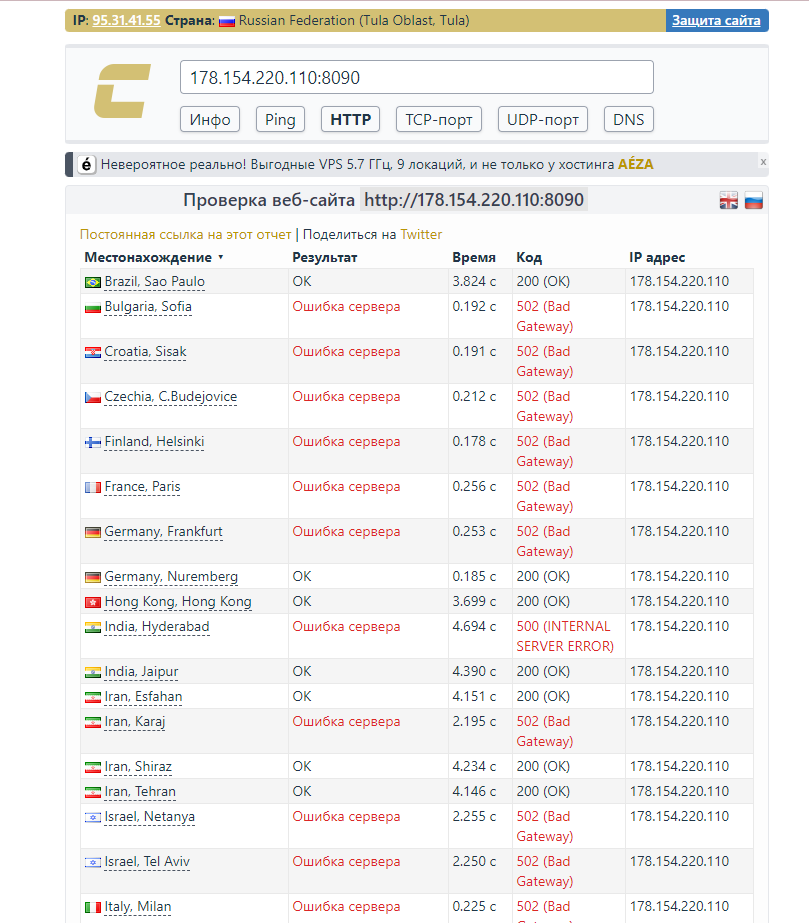 IP: 95.31.41.55 Страна: Russian Federation (Tula Oblast, Tula) Защита сайта
178.154.220.110:8090
Инфо Ping HTTP TCP-порт UDP-порт DNS
é Невероятное реально! Выгодные VPS 5.7 ГГц, 9 локаций, и не только у хостинга AÉZA x
Проверка веб-сайта http://178.154.220.110:8090
Постоянная ссылка на этот отчет | Поделиться на Twitter
Местонахождение ▼ Результат Время Код IP адрес
Brazil, Sao Paulo OK 3.824 с 200 (OK) 178.154.220.110
Bulgaria, Sofia Ошибка сервера 0.192 с 502 (Bad 178.154.220.110
Gateway)
Croatia, Sisak Ошибка сервера 0.191 с 502 (Bad 178.154.220.110
Gateway)
Czechia, C.Budejovice Ошибка сервера 0.212 с 502 (Bad 178.154.220.110
Gateway)
Finland, Helsinki Ошибка сервера 0.178 с 502 (Bad 178.154.220.110
Gateway)
France, Paris Ошибка сервера 0.256 с 502 (Bad 178.154.220.110
Gateway)
Germany, Frankfurt Ошибка сервера 0.253 с 502 (Bad 178.154.220.110
Gateway)
Germany, Nuremberg OK 0.185 с 200 (OK) 178.154.220.110
Hong Kong, Hong Kong OK 3.699 с 200 (OK) 178.154.220.110
India, Hyderabad Ошибка сервера 4.694 с 500 (INTERNAL 178.154.220.110
SERVER ERROR)
India, Jaipur OK 4.390 с 200 (OK) 178.154.220.110
Iran, Esfahan OK 4.151 с 200 (OK) 178.154.220.110
Iran, Karaj Ошибка сервера 2.195 с 502 (Bad 178.154.220.110
Gateway)
Iran, Shiraz OK 4.234 с 200 (OK) 178.154.220.110
Iran, Tehran OK 4.146 с 200 (OK) 178.154.220.110
Israel, Netanya Ошибка сервера 2.255 с 502 (Bad 178.154.220.110
Gateway)
Israel, Tel Aviv Ошибка сервера 2.250 с 502 (Bad 178.154.220.110
Gateway)
Italy, Milan Ошибка сервера 0.225 с 502 (Bad 178.154.220.110